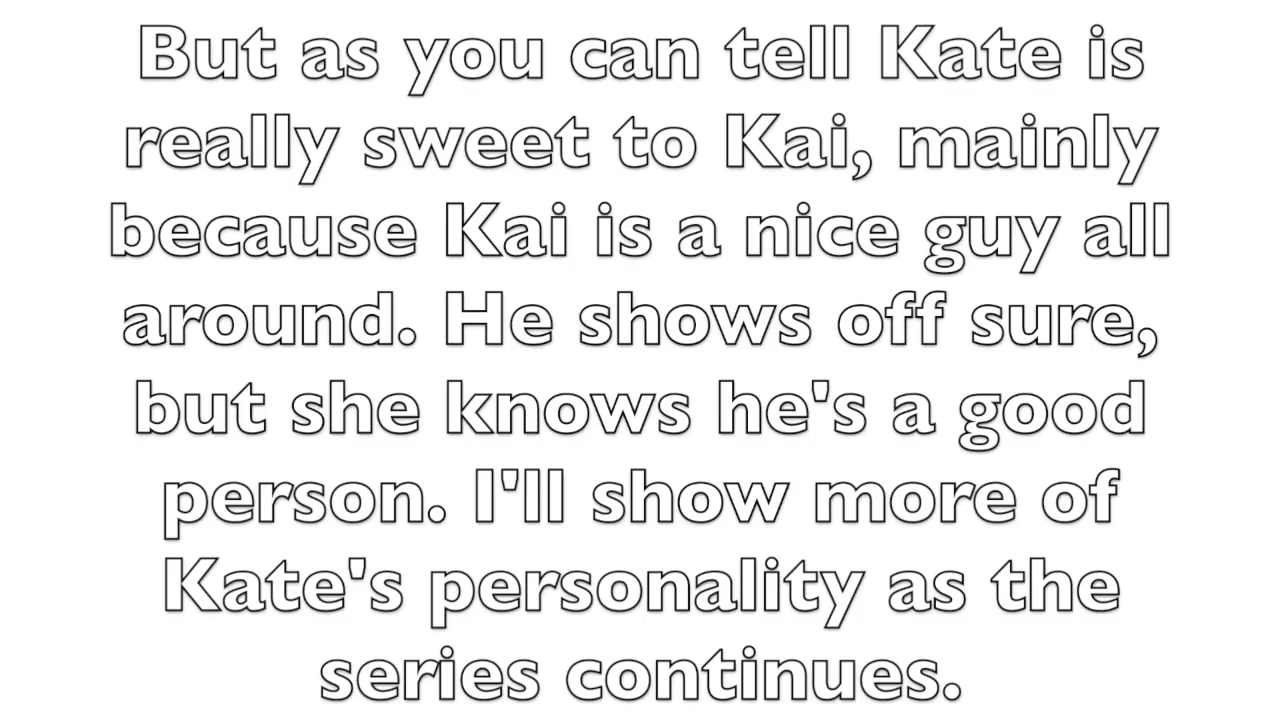 But as you can tell Kate is
really sweet to Kai, mainly
because Kai is a nice guy all
around. He shows off sure,
but she knows he's a good
person. I'll show more of
Kate's personality as the
series continues.